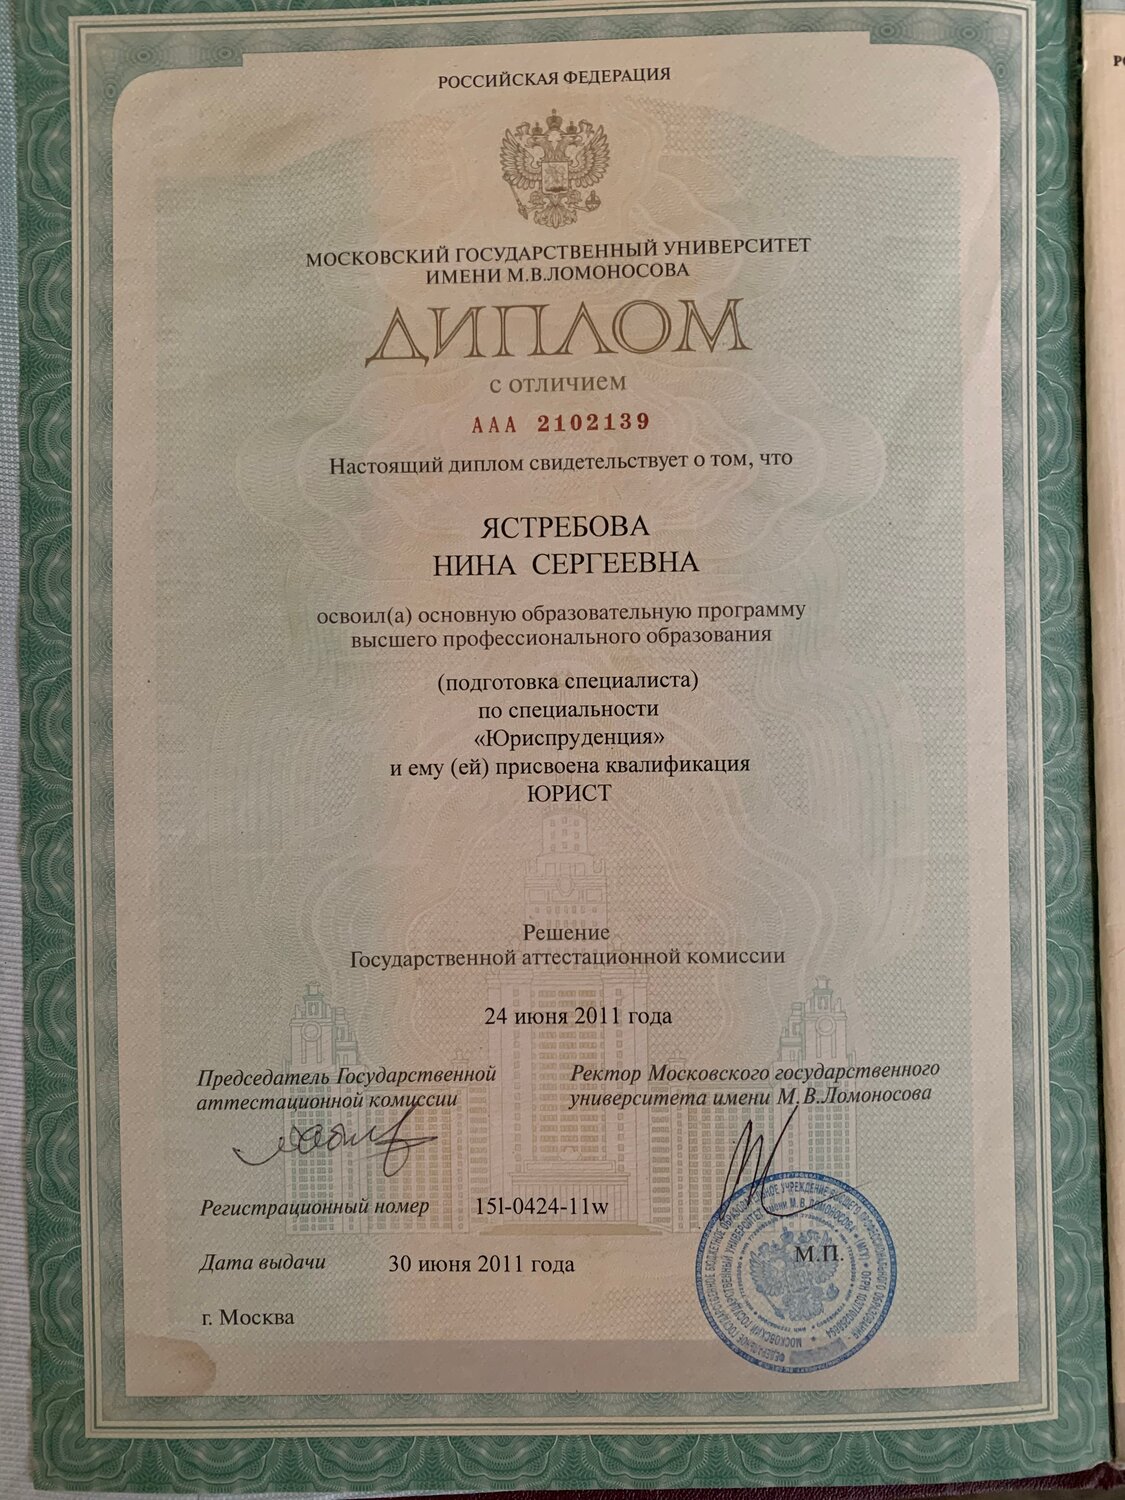 РОССИЙСКАЯ ФЕДЕРАЦИЯ
МОСКОВСКИЙ ГОСУДАРСТВЕННЫЙ УНИВЕРСИТЕТ
ИМЕНИ М.В.ЛОМОНОСОВА
ДИПЛОМ
С ОТЛИЧИЕМ
ААА 2102139
Настоящий диплом свидетельствует о том, что
ЯСТРЕБОВА
НИНА СЕРГЕЕВНА
освоил(а) основную образовательную программу
высшего профессионального образования
(подготовка специалиста)
по специальности
«Юриспруденция»
и ему (ей) присвоена квалификация
ЮРИСТ
Решение
Государственной аттестационной комиссии
24 июня 2011 года
Председатель Государственной
аттестационной комиссии
Ректор Московского государственного
университета имени М.В.Ломоносова
Регистрационный номер 15l-0424-11w
М.П.
Дата выдачи 30 июня 2011 года
г. Москва